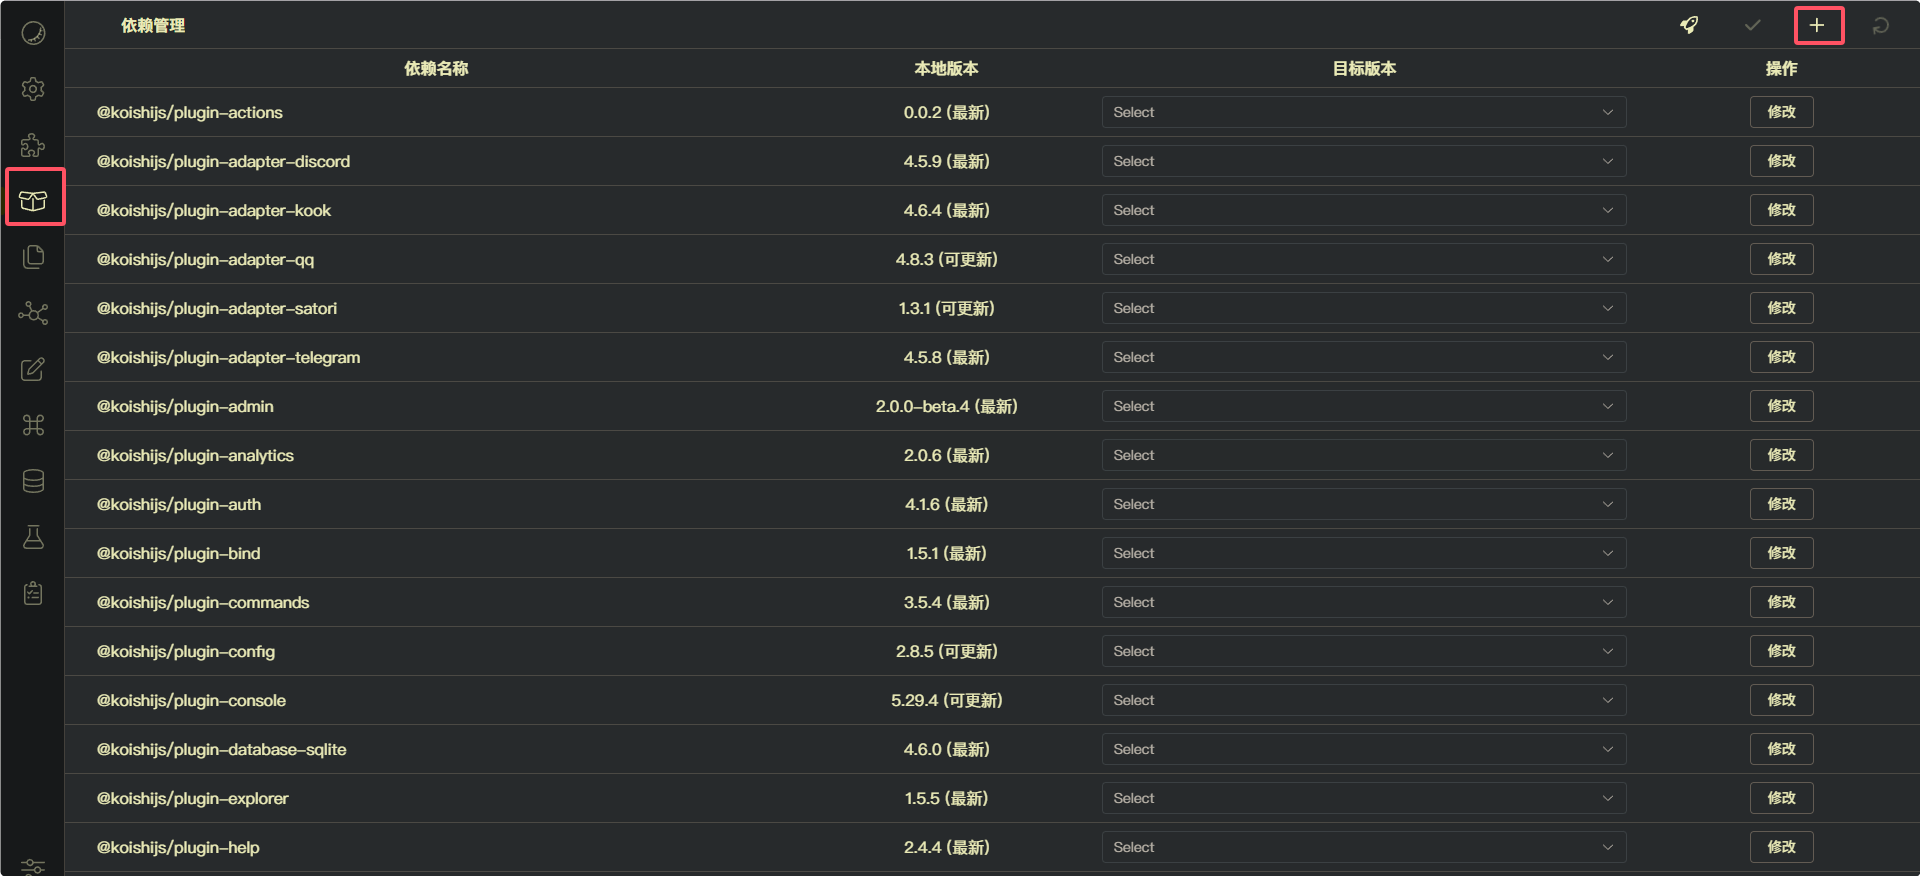 依赖管理
依赖名称 本地版本 目标版本 操作
@koishijs/plugin-actions 0.0.2 (最新) Select 修改
@koishijs/plugin-adapter-discord 4.5.9 (最新) Select 修改
@koishijs/plugin-adapter-kook 4.6.4 (最新) Select 修改
@koishijs/plugin-adapter-qq 4.8.3 (可更新) Select 修改
@koishijs/plugin-adapter-satori 1.3.1 (可更新) Select 修改
@koishijs/plugin-adapter-telegram 4.5.8 (最新) Select 修改
@koishijs/plugin-admin 2.0.0-beta.4 (最新) Select 修改
@koishijs/plugin-analytics 2.0.6 (最新) Select 修改
@koishijs/plugin-auth 4.1.6 (最新) Select 修改
@koishijs/plugin-bind 1.5.1 (最新) Select 修改
@koishijs/plugin-commands 3.5.4 (最新) Select 修改
@koishijs/plugin-config 2.8.5 (可更新) Select 修改
@koishijs/plugin-console 5.29.4 (可更新) Select 修改
@koishijs/plugin-database-sqlite 4.6.0 (最新) Select 修改
@koishijs/plugin-explorer 1.5.5 (最新) Select 修改
@koishijs/plugin-help 2.4.4 (最新) Select 修改